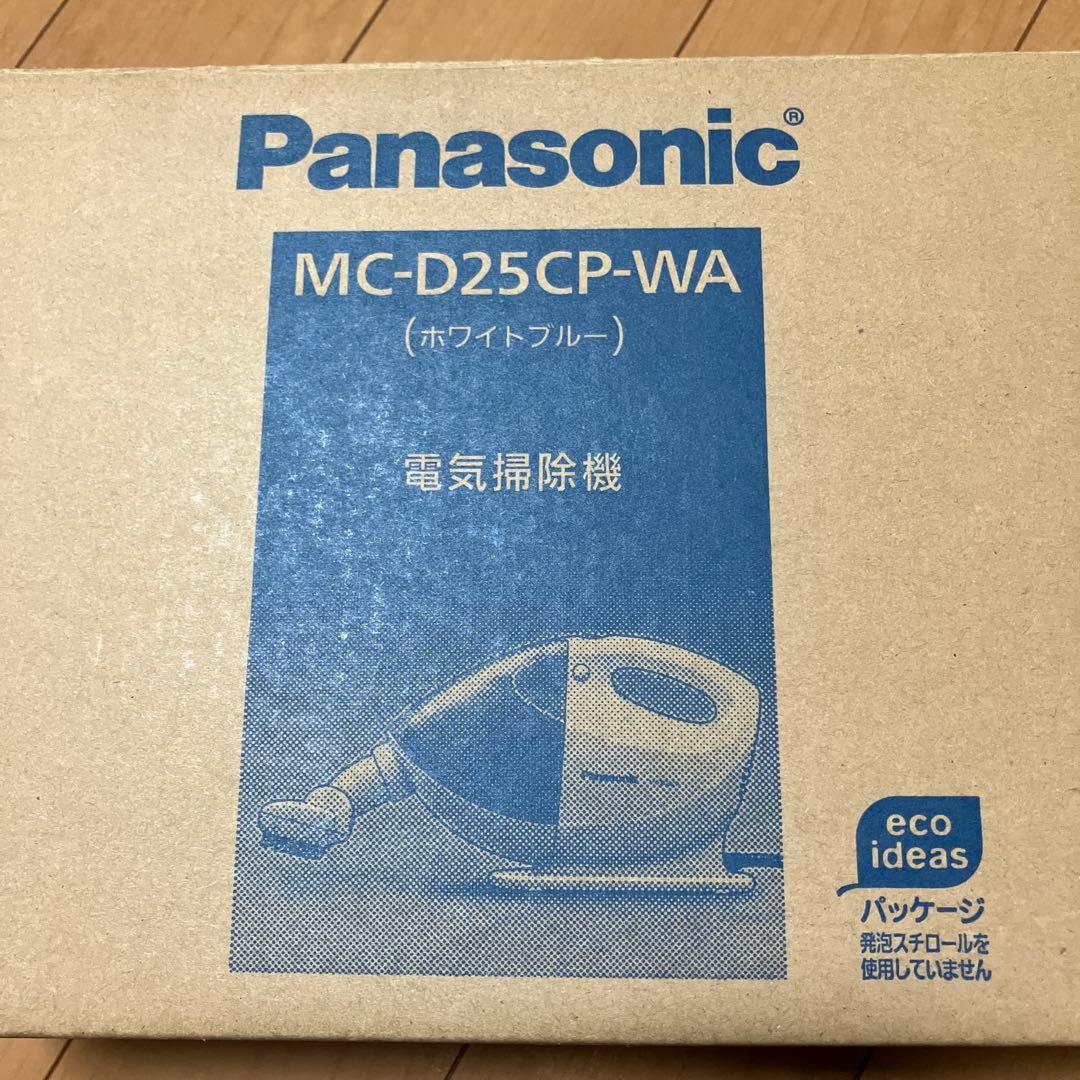 Panasonic®
MC-D25CP-WA
(ホワイトブルー)
電気掃除機
eco
ideas
パッケージ
発泡スチロールを
使用していません